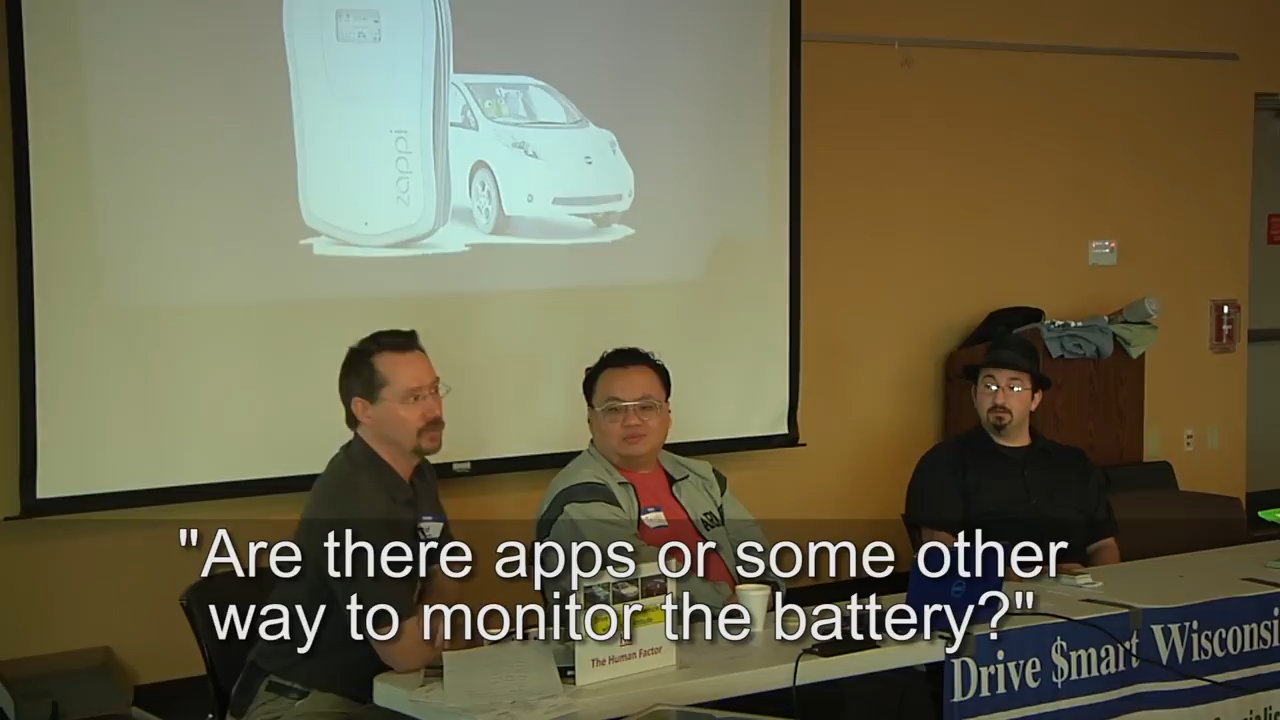 zappi
"Are there apps or some other
way to monitor the battery?"
The Human Factor
Drive $mart Wisconsi